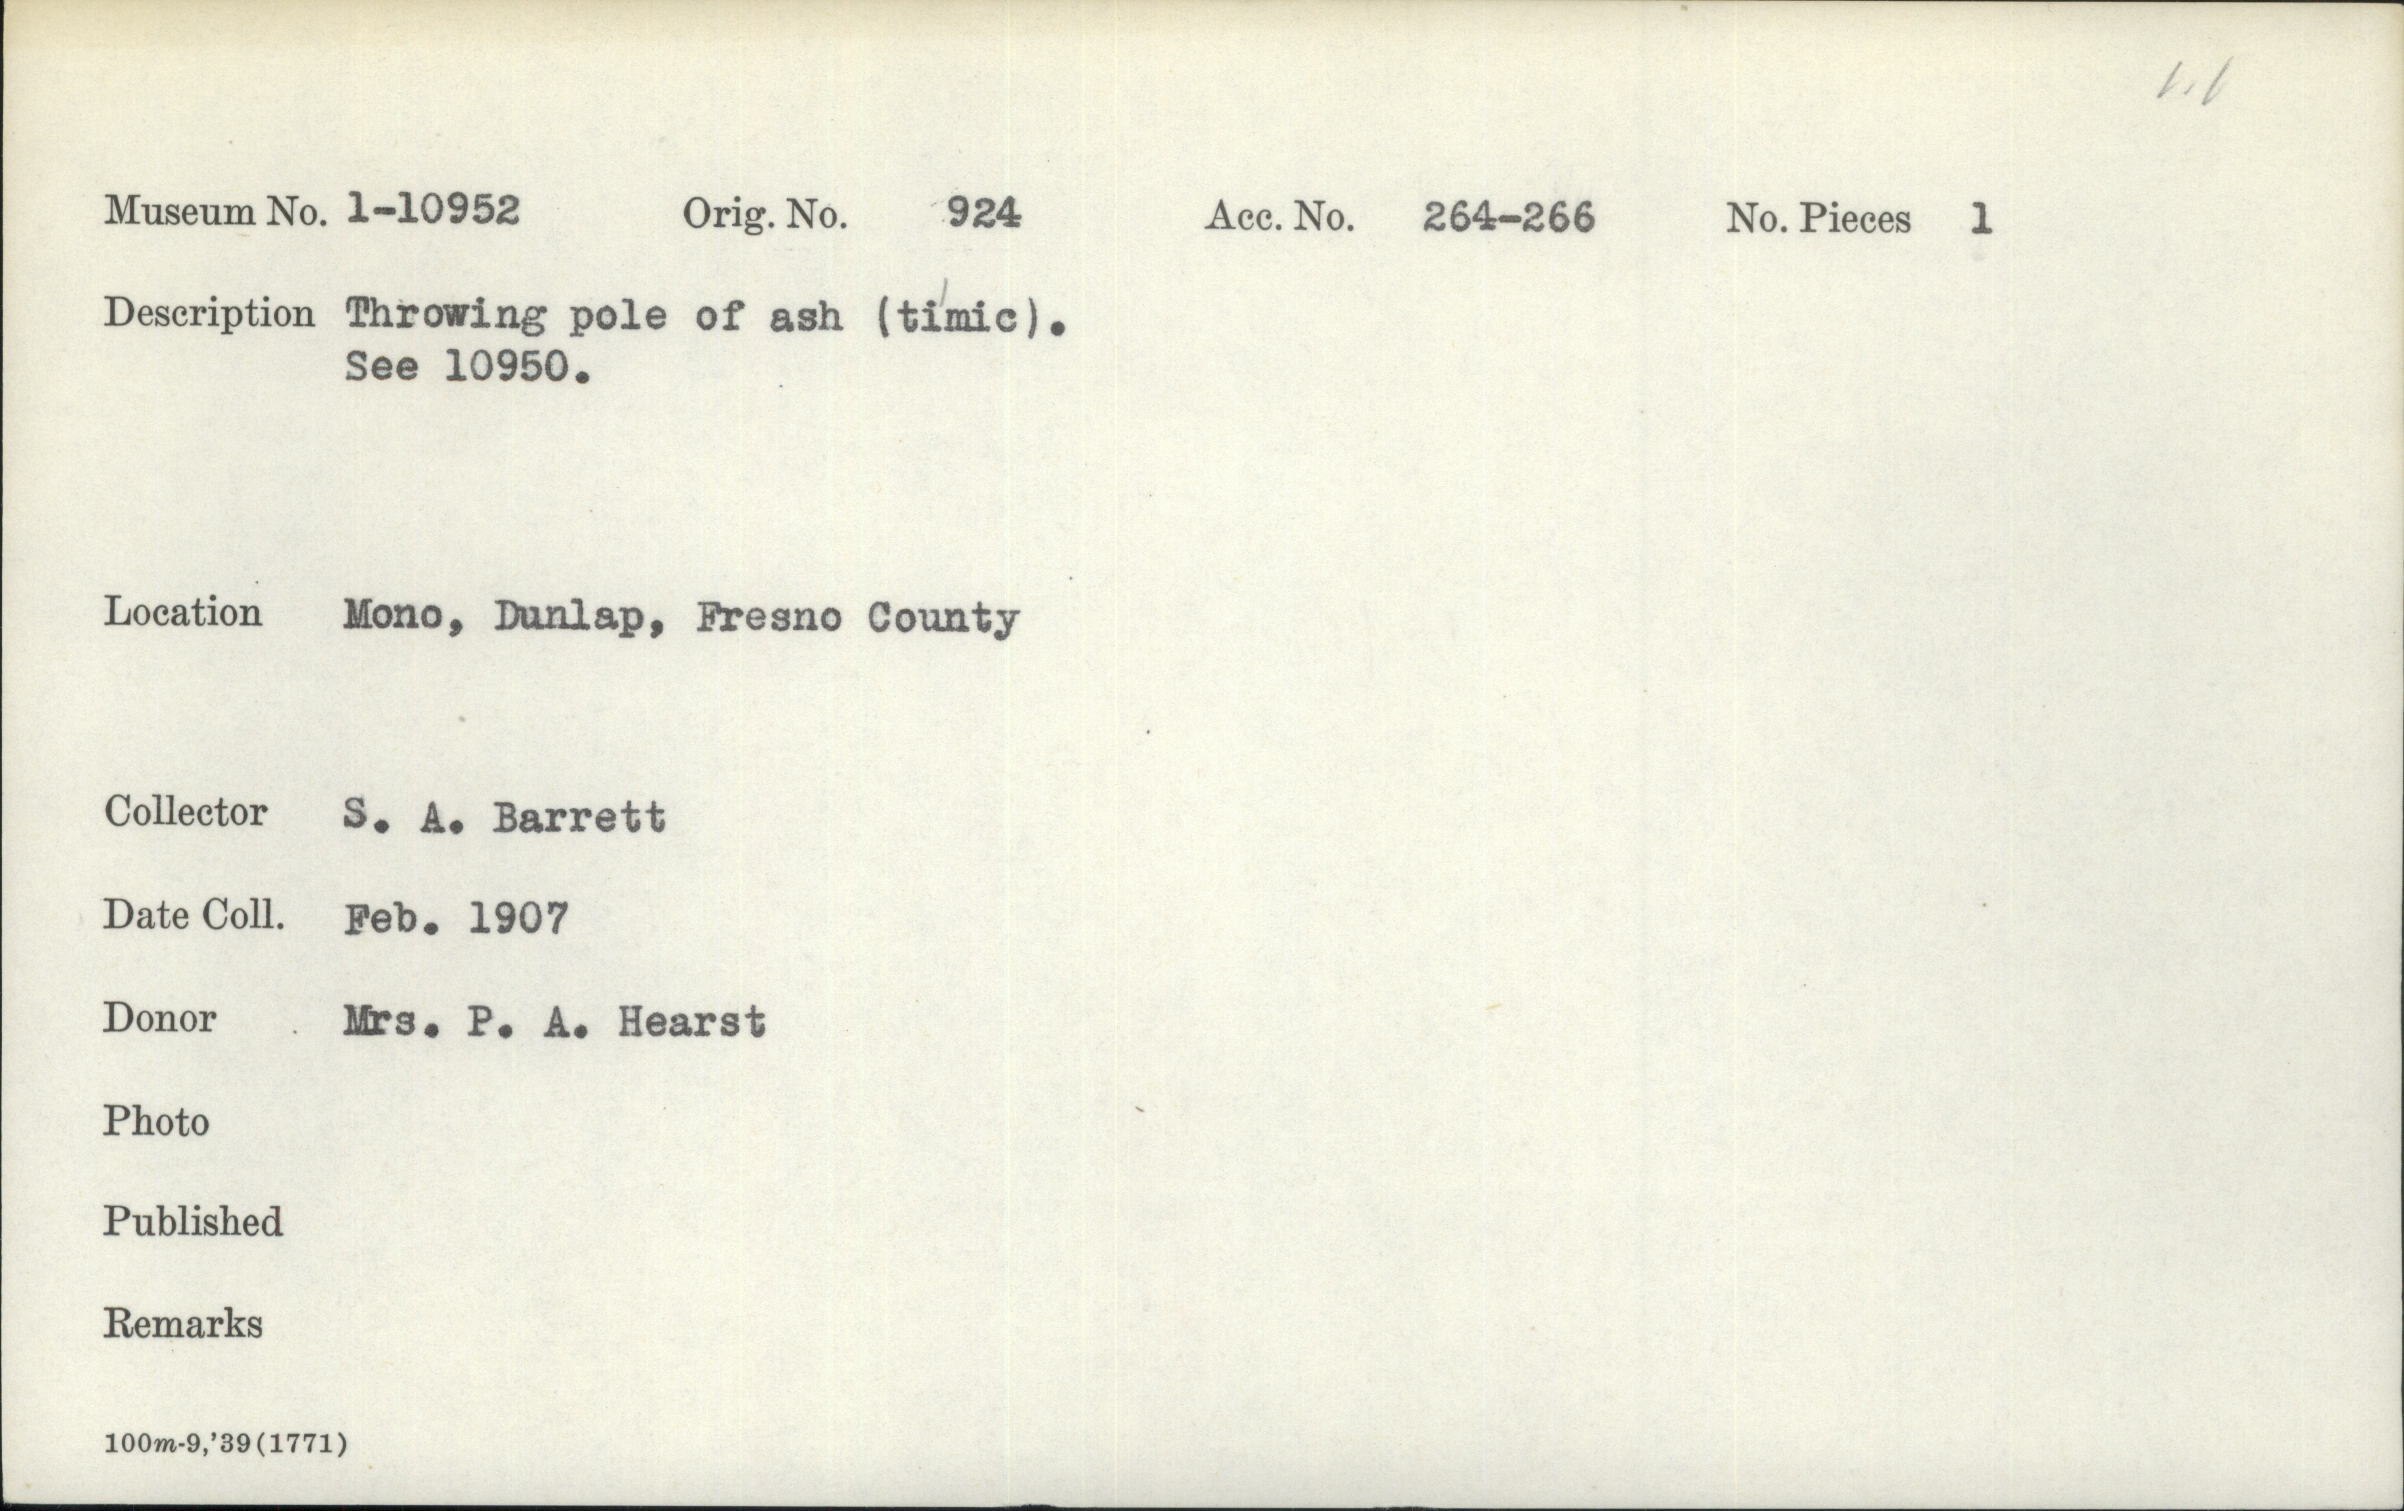 Museum No. 1-10952 Orig. No. 924 Acc. No. 264-266 No. Pieces 1
Description Throwing pole of ash (ti´mic).
See 10950.
Location Mono, Dunlap, Fresno County
Collector S. A. Barrett
Date Coll. Feb. 1907
Donor Mrs. P. A. Hearst
Photo
Published
Remarks
100m-9,'39(1771)